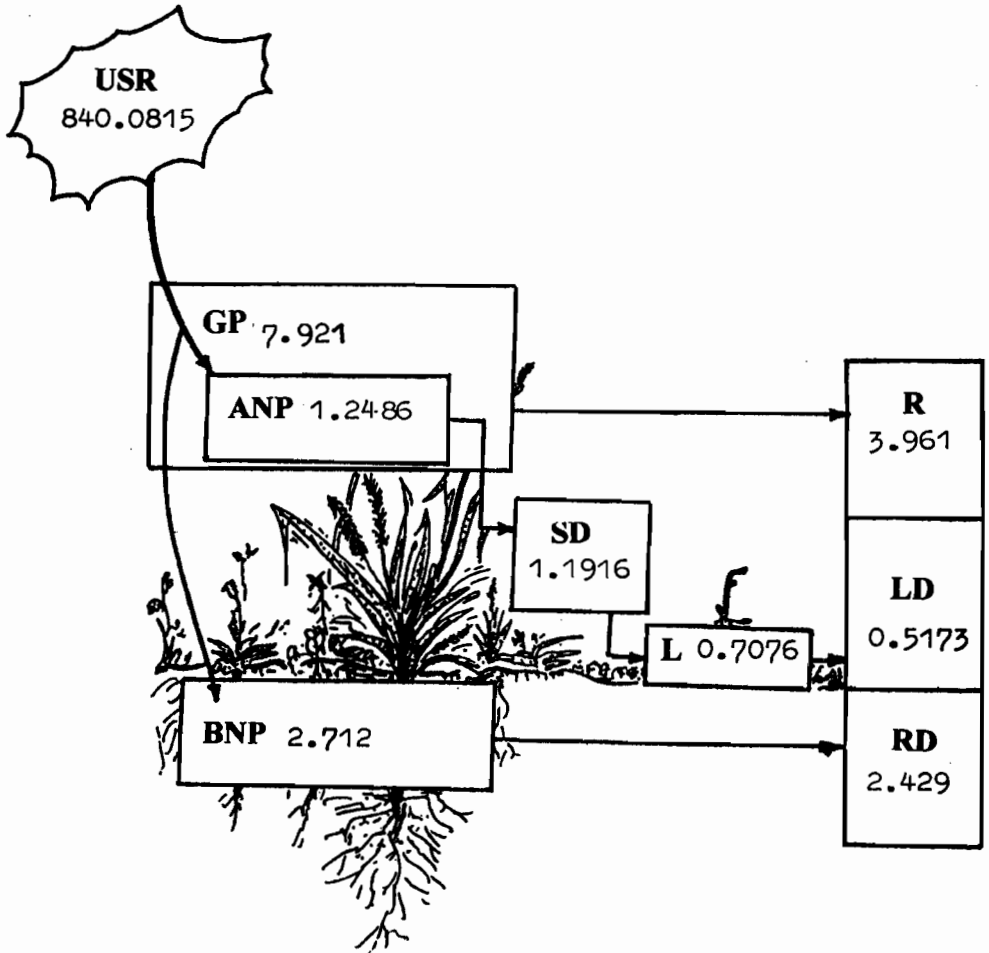 USR
840.0815
GP 7.921
ANP 1.2486
R
3.961
SD
1.1916
LD
0.5173
L 0.7076
BNP 2.712
RD
2.429